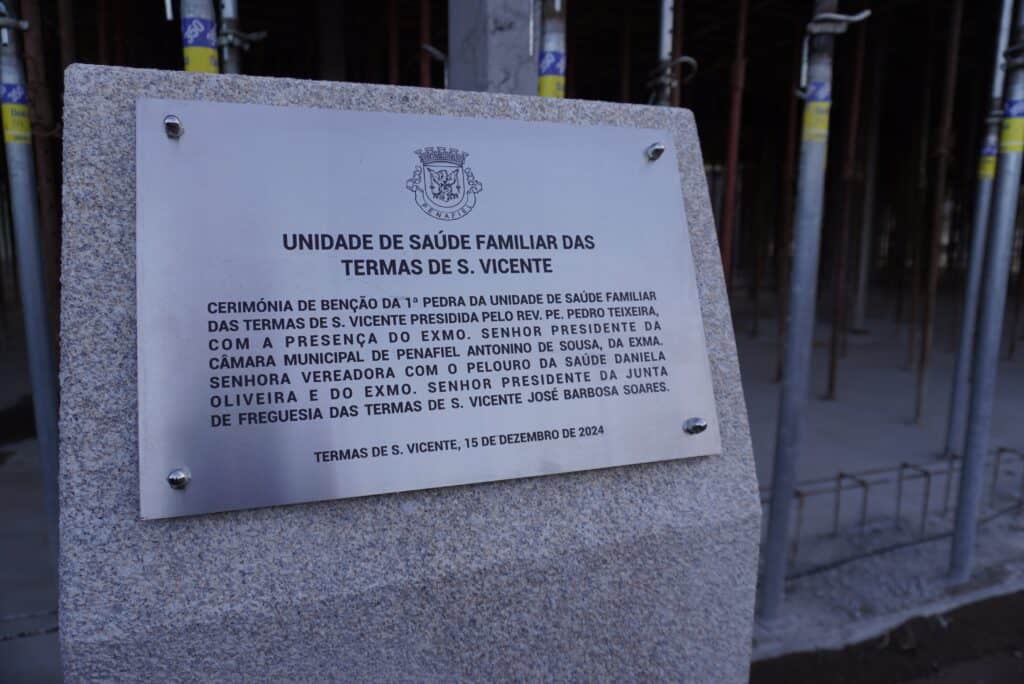 PENAFIEL
UNIDADE DE SAÚDE FAMILIAR DAS
TERMAS DE S. VICENTE
CERIMÓNIA DE BENÇÃO DA 1ª PEDRA DA UNIDADE DE SAÚDE FAMILIAR
DAS TERMAS DE S. VICENTE PRESIDIDA PELO REV. PE. PEDRO TEIXEIRA,
COM A PRESENÇA DO EXMO. SENHOR PRESIDENTE DA
CÂMARA MUNICIPAL DE PENAFIEL ANTONINO DE SOUSA, DA EXMA.
SENHORA VEREADORA COM O PELOURO DA SAÚDE DANIELA
OLIVEIRA E DO EXMO. SENHOR PRESIDENTE DA JUNTA
DE FREGUESIA DAS TERMAS DE S. VICENTE JOSÉ BARBOSA SOARES.
TERMAS DE S. VICENTE, 15 DE DEZEMBRO DE 2024